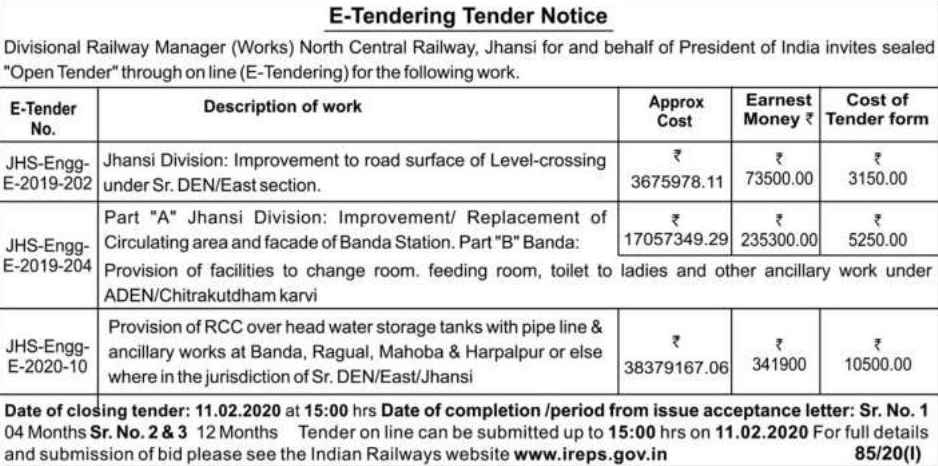 E-Tendering Tender Notice
Divisional Railway Manager (Works) North Central Railway, Jhansi for and behalf of President of India invites sealed
"Open Tender" through on line (E-Tendering) for the following work.
E-Tender No. Description of work Approx Cost Earnest Money ₹ Cost of Tender form
JHS-Engg- Jhansi Division: Improvement to road surface of Level-crossing ₹ ₹ ₹
E-2019-202 under Sr. DEN/East section. 3675978.11 73500.00 3150.00
Part "A" Jhansi Division: Improvement/ Replacement of ₹ ₹ ₹
JHS-Engg- Circulating area and facade of Banda Station. Part "B" Banda: 17057349.29 235300.00 5250.00
E-2019-204 Provision of facilities to change room. feeding room, toilet to ladies and other ancillary work under
ADEN/Chitrakutdham karvi
Provision of RCC over head water storage tanks with pipe line & ₹ ₹ ₹
JHS-Engg- ancillary works at Banda, Ragual, Mahoba & Harpalpur or else
E-2020-10 where in the jurisdiction of Sr. DEN/East/Jhansi 38379167.06 341900 10500.00
Date of closing tender: 11.02.2020 at 15:00 hrs Date of completion /period from issue acceptance letter: Sr. No. 1
04 Months Sr. No. 2 & 3 12 Months Tender on line can be submitted up to 15:00 hrs on 11.02.2020 For full details
and submission of bid please see the Indian Railways website www.ireps.gov.in 85/20(I)